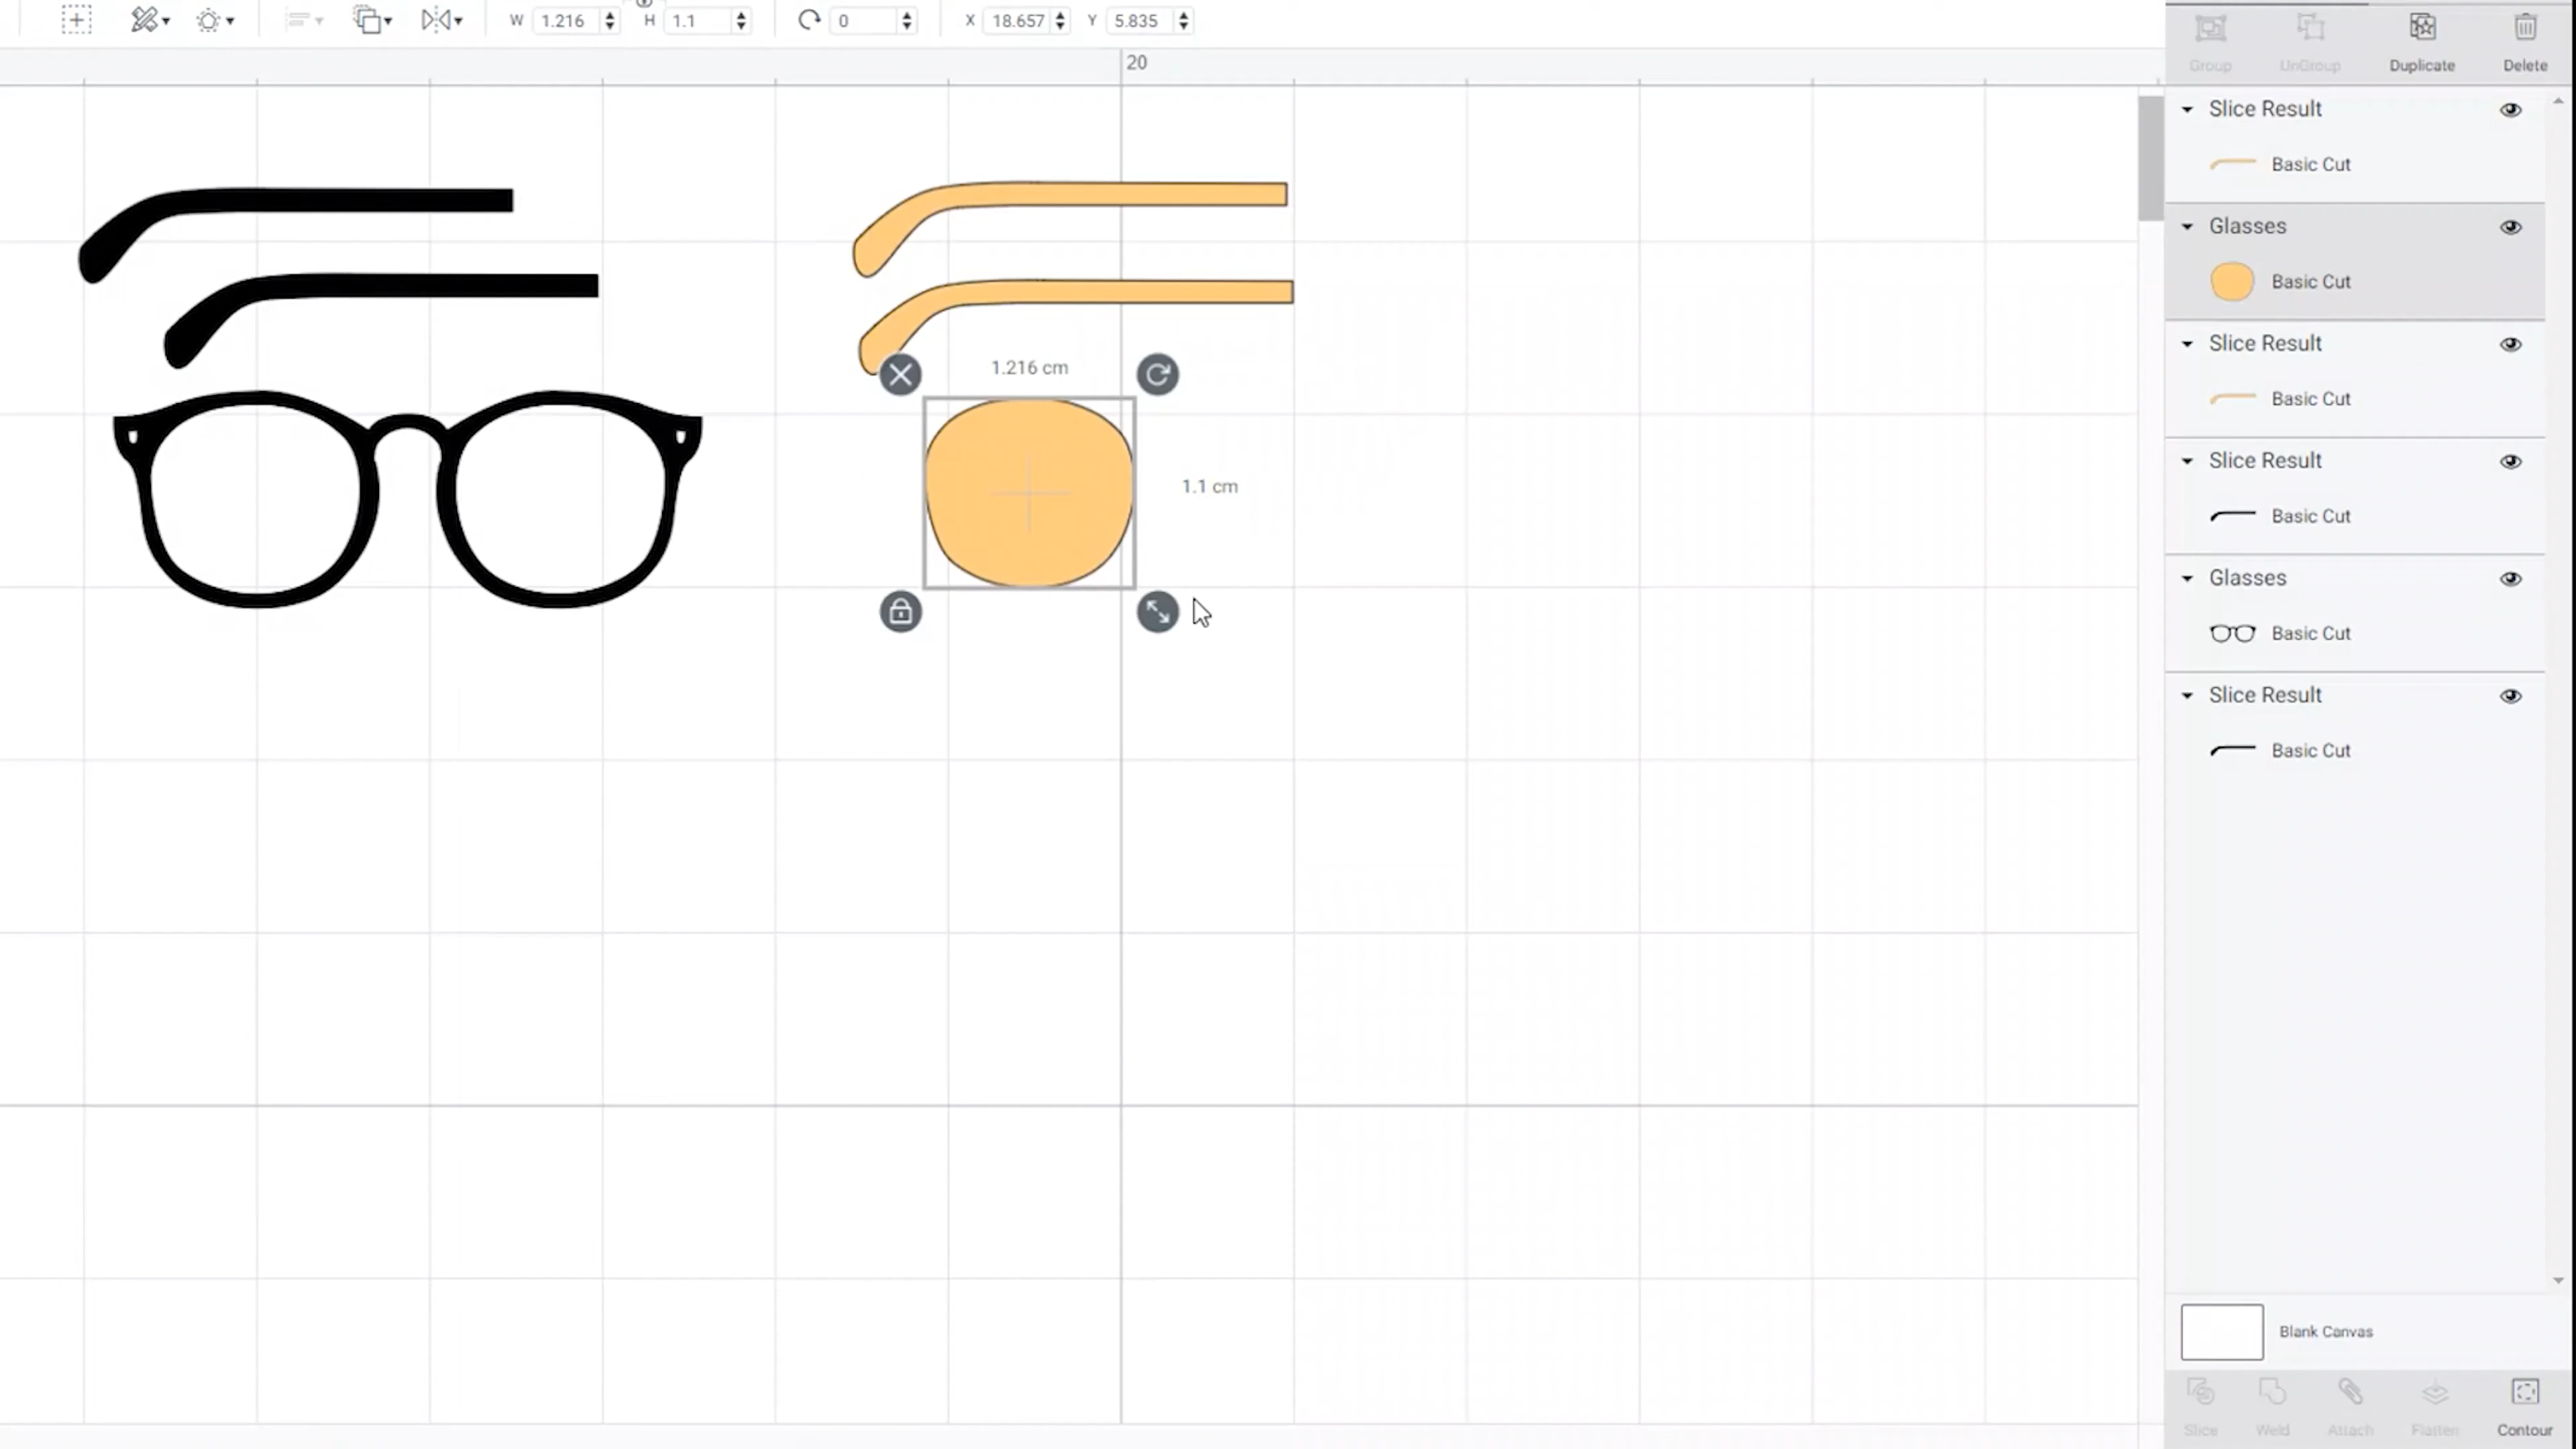 W 1.216 H 1.1 0 X 18.657 Y 5.835
Group UnGroup Duplicate Delete
20
Slice Result
Basic Cut
Glasses
Basic Cut
Slice Result
Basic Cut
Slice Result
Basic Cut
Glasses
Basic Cut
Slice Result
Basic Cut
1.216 cm
1.1 cm
Blank Canvas
Slice Weld Attach Flatten Contour